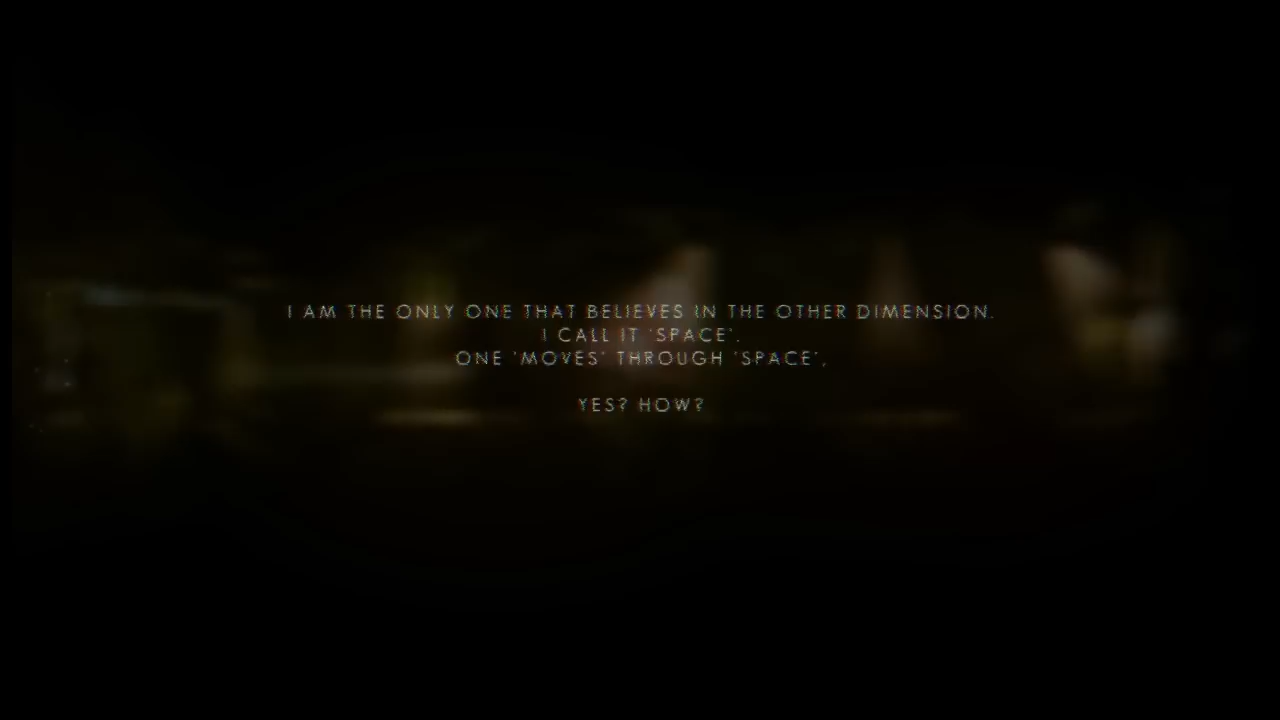 I AM THE ONLY ONE THAT BELIEVES IN THE OTHER DIMENSION.
I CALL IT 'SPACE'.
ONE 'MOVES' THROUGH 'SPACE',
YES? HOW?